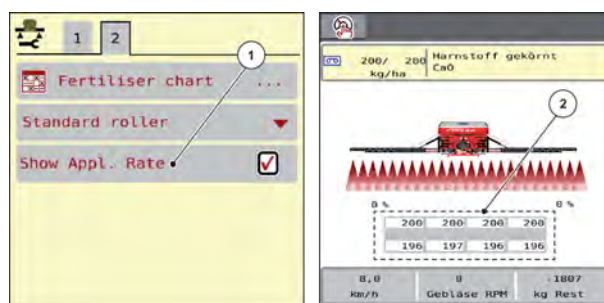 1 2
1
Fertiliser chart ...
Standard roller
Show Appl. Rate
200/ 200
kg/ha
Harnstoff gekörnt
CaO
2
0 % 0 %
200 200 200 200
196 197 196 196
8,0 0 -1807
km/h Gebläse RPM kg Rest